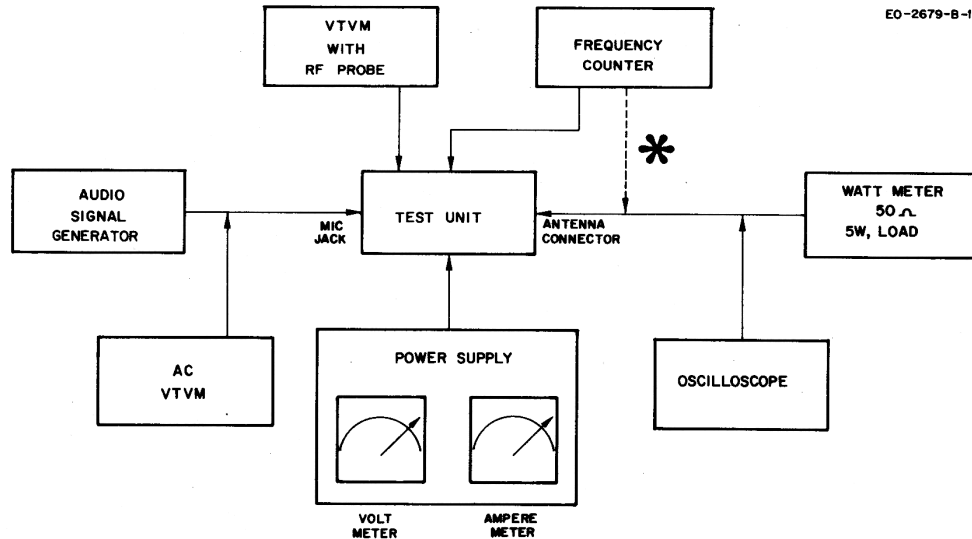 EO-2679-B-1
VTVM
WITH
RF PROBE
FREQUENCY
COUNTER
*
AUDIO
SIGNAL
GENERATOR
MIC
JACK
TEST UNIT
ANTENNA
CONNECTOR
WATT METER
50 Ω
5W, LOAD
AC
VTVM
POWER SUPPLY
OSCILLOSCOPE
VOLT
METER
AMPERE
METER